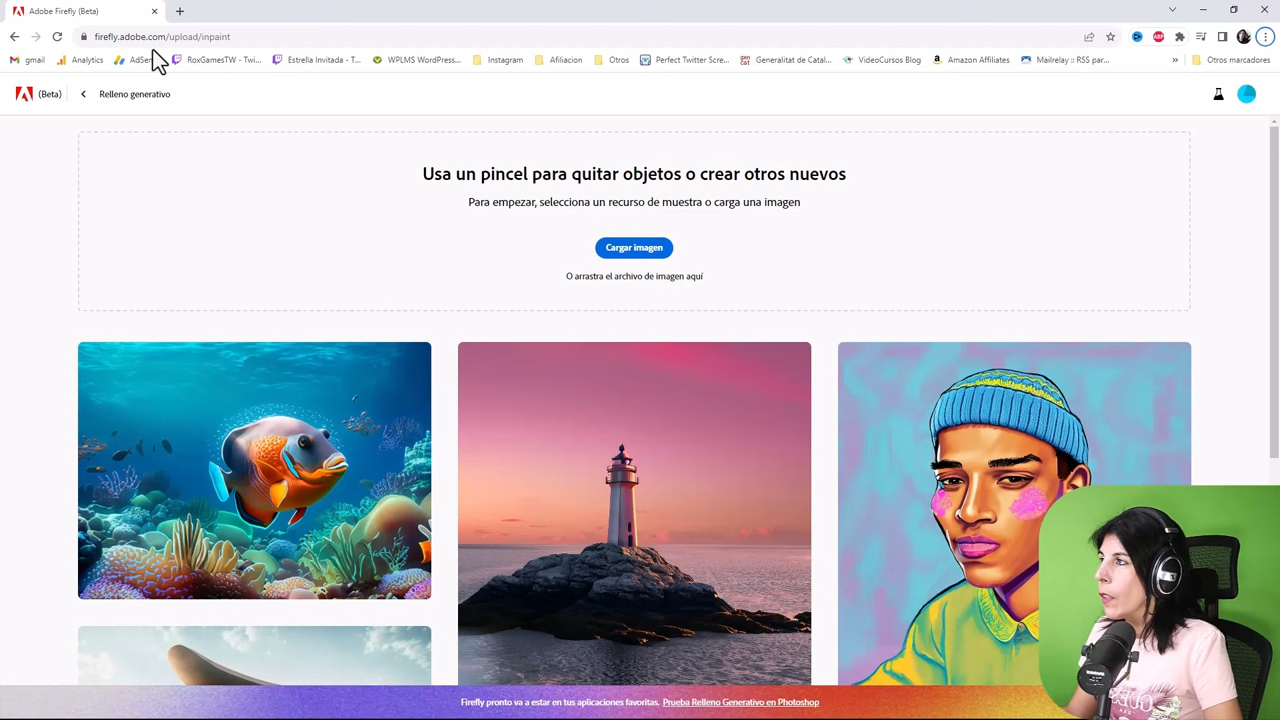 Adobe Firefly (Beta)
firefly.adobe.com/upload/inpaint
gmail
Analytics
AdSen
RoxGamesTW - Twi...
Estrella Invitada - T...
WPLMS WordPress...
Instagram
Afiliacion
Otros
Perfect Twitter Scre...
Generalitat de Catal...
VideoCursos Blog
Amazon Affiliates
Mailrelay :: RSS par...
»
Otros marcadores
(Beta)
Relleno generativo
Usa un pincel para quitar objetos o crear otros nuevos
Para empezar, selecciona un recurso de muestra o carga una imagen
Cargar imagen
O arrastra el archivo de imagen aquí
Firefly pronto va a estar en tus aplicaciones favoritas. Prueba Relleno Generativo en Photoshop